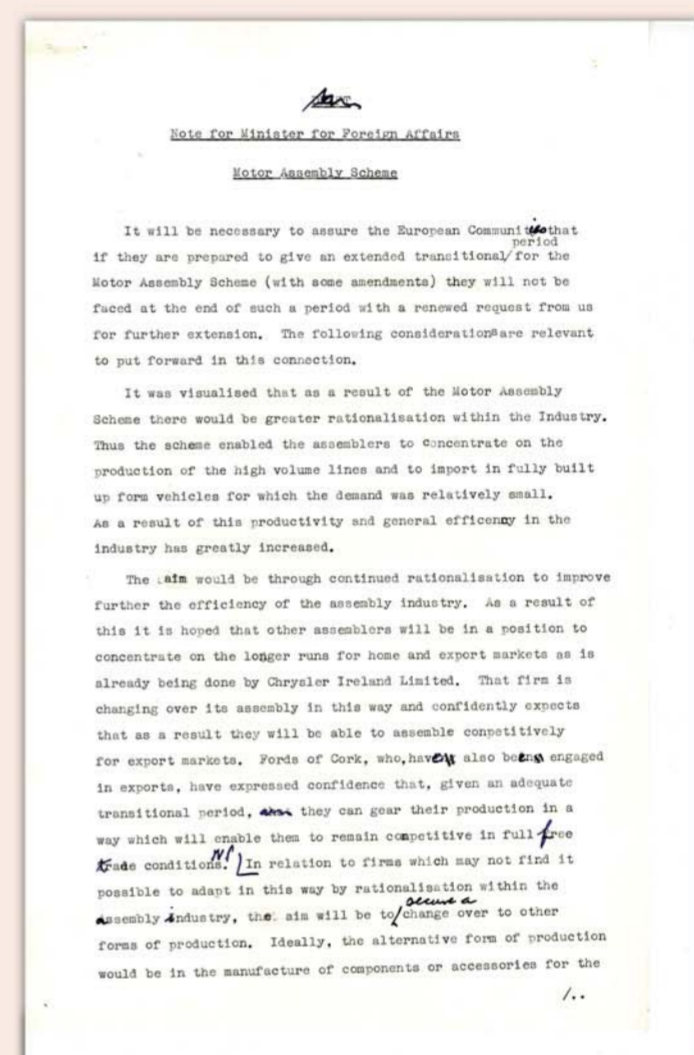 Note for Minister for Foreign Affairs
Motor Assembly Scheme
It will be necessary to assure the European Communities that
period
if they are prepared to give an extended transitional/for the
Motor Assembly Scheme (with some amendments) they will not be
faced at the end of such a period with a renewed request from us
for further extension. The following considerations are relevant
to put forward in this connection.
It was visualised that as a result of the Motor Assembly
Scheme there would be greater rationalisation within the Industry.
Thus the scheme enabled the assemblers to concentrate on the
production of the high volume lines and to import in fully built
up form vehicles for which the demand was relatively small.
As a result of this productivity and general efficency in the
industry has greatly increased.
The aim would be through continued rationalisation to improve
further the efficiency of the assembly industry. As a result of
this it is hoped that other assemblers will be in a position to
concentrate on the longer runs for home and export markets as is
already being done by Chrysler Ireland Limited. That firm is
changing over its assembly in this way and confidently expects
that as a result they will be able to assemble conpetitively
for export markets. Fords of Cork, who, have also been engaged
in exports, have expressed confidence that, given an adequate
transitional period, they can gear their production in a
way which will enable them to remain competitive in full free
trade conditions. NP [In relation to firms which may not find it
possible to adapt in this way by rationalisation within the
secure a
assembly industry, the aim will be to/change over to other
forms of production. Ideally, the alternative form of production
would be in the manufacture of components or accessories for the
/..